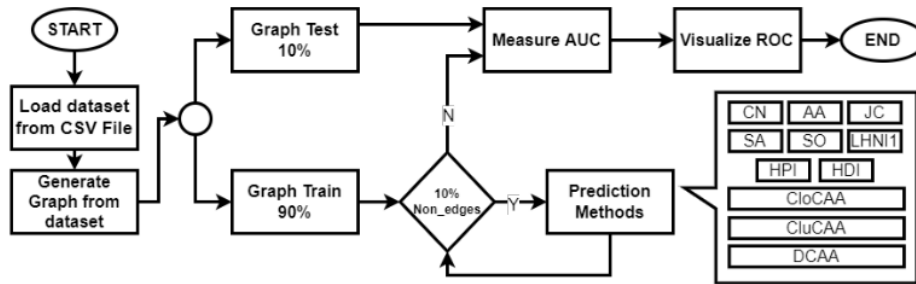 START
Load dataset
from CSV File
Generate
Graph from
dataset
Graph Test
10%
Graph Train
90%
10%
Non_edges
N
Y
Measure AUC
Visualize ROC
END
Prediction
Methods
CN AA JC
SA SO LHNI1
HPI HDI
CloCAA
CluCAA
DCAA